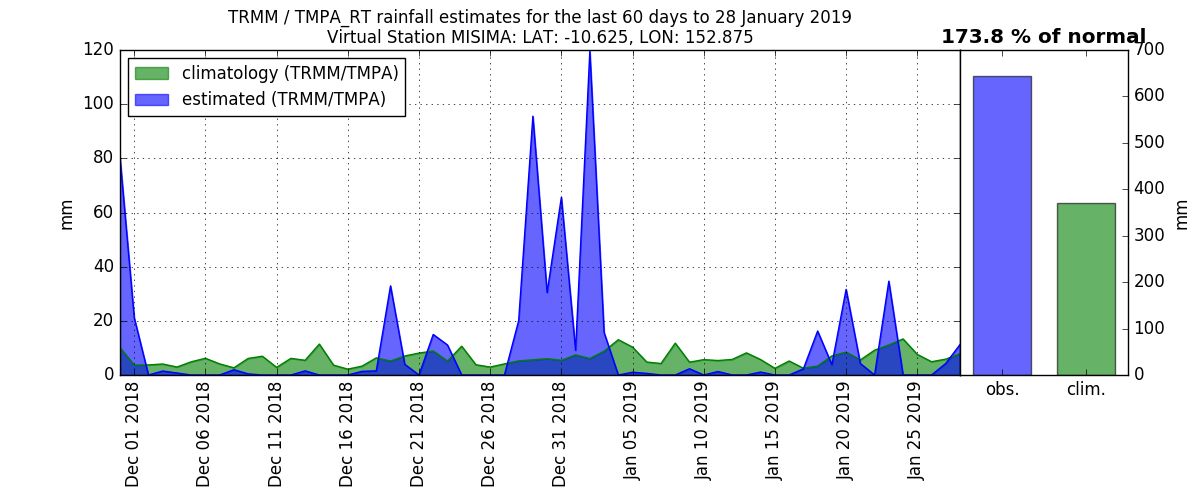 TRMM / TMPA_RT rainfall estimates for the last 60 days to 28 January 2019
Virtual Station MISIMA: LAT: -10.625, LON: 152.875
173.8 % of normal
climatology (TRMM/TMPA)
estimated (TRMM/TMPA)
120
100
80
60
40
20
0
mm
Dec 01 2018
Dec 06 2018
Dec 11 2018
Dec 16 2018
Dec 21 2018
Dec 26 2018
Dec 31 2018
Jan 05 2019
Jan 10 2019
Jan 15 2019
Jan 20 2019
Jan 25 2019
700
600
500
400
300
200
100
0
mm
obs.
clim.